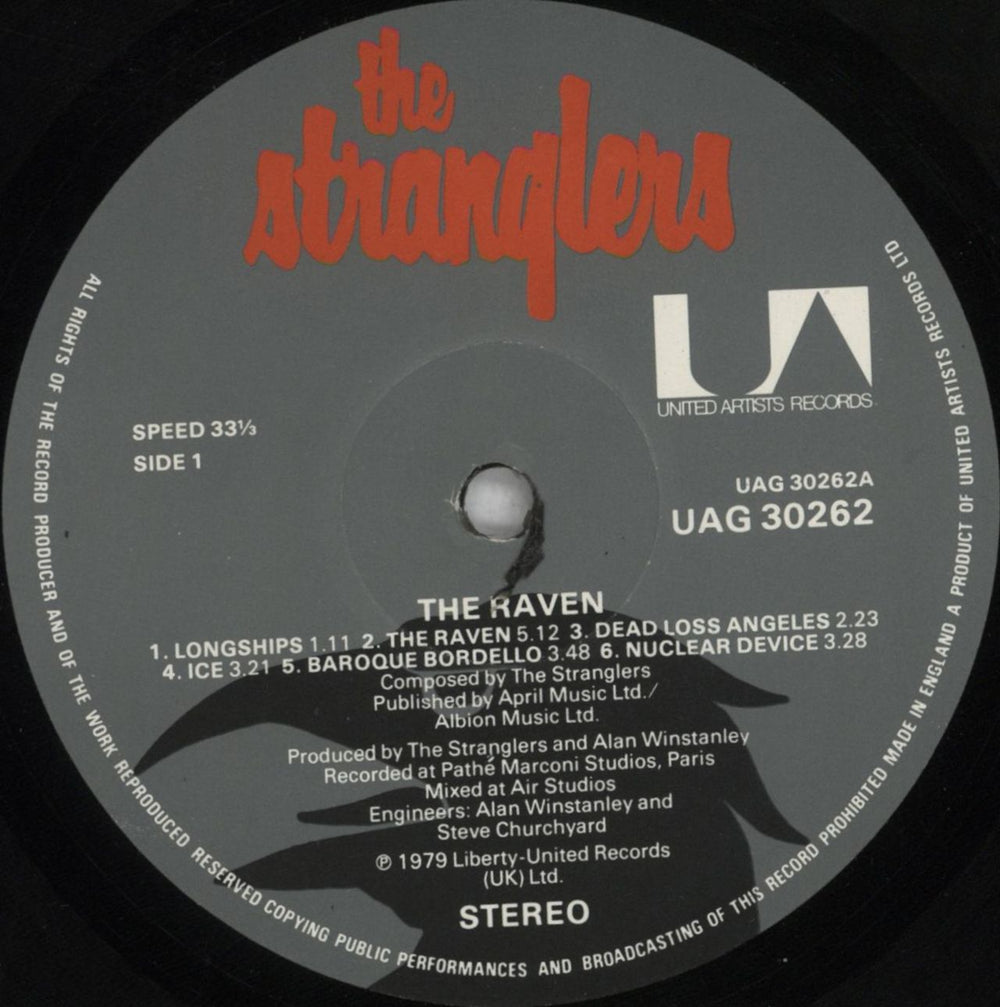 the
stranglers
UA
UNITED ARTISTS RECORDS
SPEED 33⅓
SIDE 1
UAG 30262A
UAG 30262
THE RAVEN
1. LONGSHIPS 1.11 2. THE RAVEN 5.12 3. DEAD LOSS ANGELES 2.23
4. ICE 3.21 5. BAROQUE BORDELLO 3.48 6. NUCLEAR DEVICE 3.28
Composed by The Stranglers
Published by April Music Ltd./
Albion Music Ltd.
Produced by The Stranglers and Alan Winstanley
Recorded at Pathé Marconi Studios, Paris
Mixed at Air Studios
Engineers: Alan Winstanley and
Steve Churchyard
℗ 1979 Liberty-United Records
(UK) Ltd.
STEREO
ALL RIGHTS OF THE RECORD PRODUCER AND OF THE WORK REPRODUCED RESERVED COPYING PUBLIC PERFORMANCES AND BROADCASTING OF THIS RECORD PROHIBITED MADE IN ENGLAND A PRODUCT OF UNITED ARTISTS RECORDS LTD